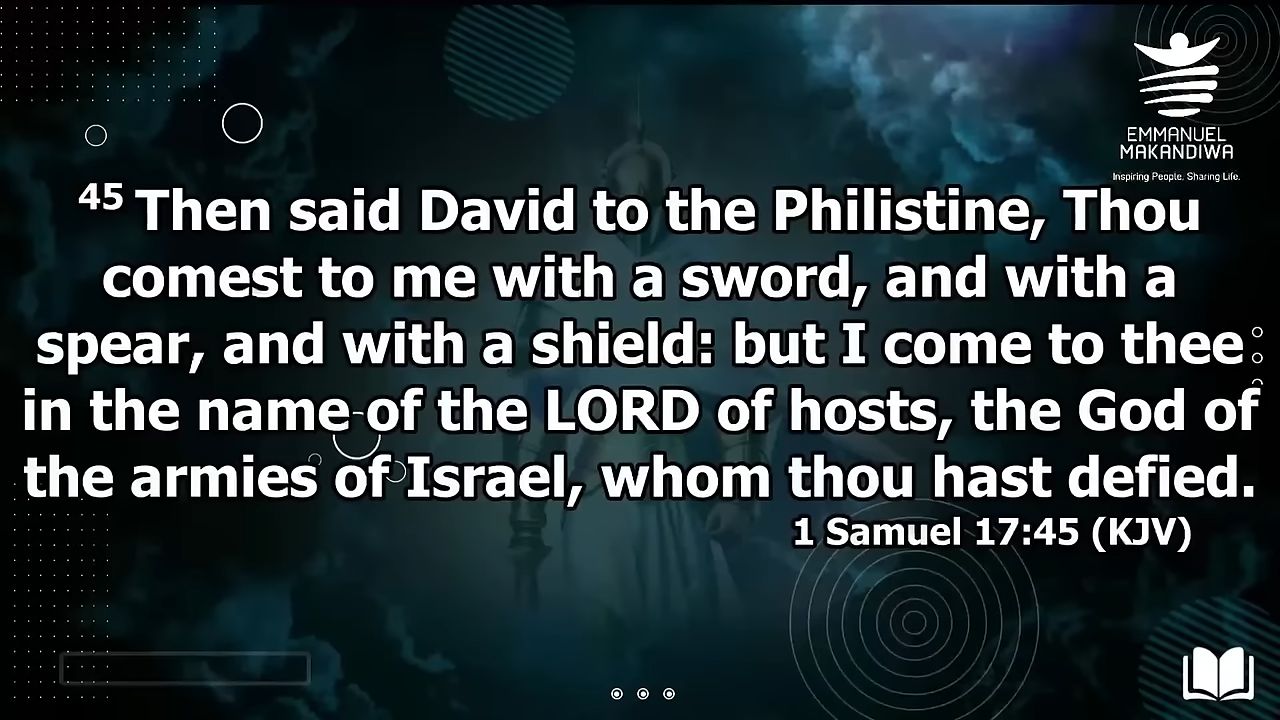 EMMANUEL
MAKANDIWA
Inspiring People. Sharing Life.
45 Then said David to the Philistine, Thou
comest to me with a sword, and with a
spear, and with a shield: but I come to thee
in the name of the LORD of hosts, the God of
the armies of Israel, whom thou hast defied.
1 Samuel 17:45 (KJV)